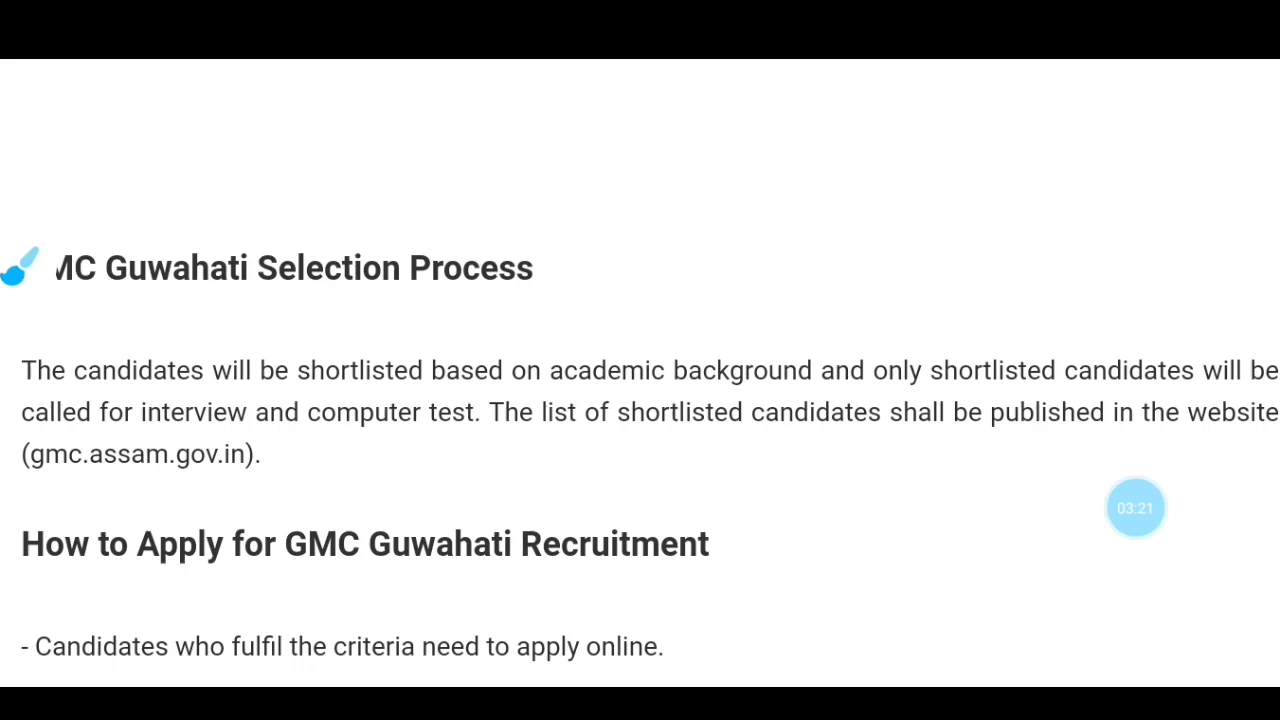 MC Guwahati Selection Process
The candidates will be shortlisted based on academic background and only shortlisted candidates will be
called for interview and computer test. The list of shortlisted candidates shall be published in the website
(gmc.assam.gov.in).
03:21
How to Apply for GMC Guwahati Recruitment
- Candidates who fulfil the criteria need to apply online.